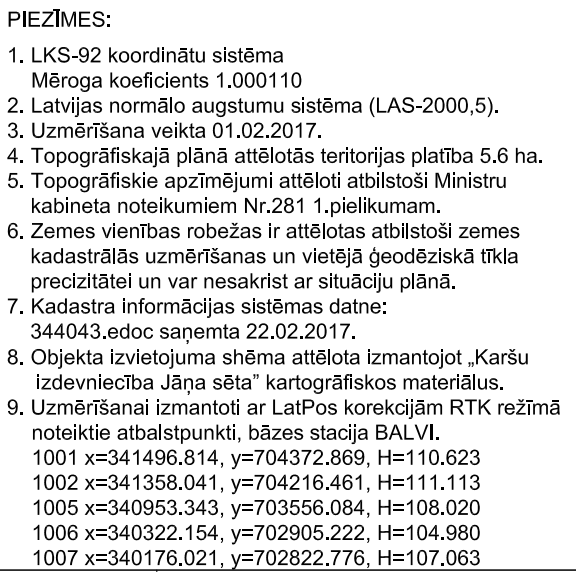 PIEZĪMES:
1. LKS-92 koordinātu sistēma
Mēroga koeficients 1.000110
2. Latvijas normālo augstumu sistēma (LAS-2000,5).
3. Uzmērīšana veikta 01.02.2017.
4. Topogrāfiskajā plānā attēlotās teritorijas platība 5.6 ha.
5. Topogrāfiskie apzīmējumi attēloti atbilstoši Ministru
kabineta noteikumiem Nr.281 1.pielikumam.
6. Zemes vienības robežas ir attēlotas atbilstoši zemes
kadastrālās uzmērīšanas un vietējā ģeodēziskā tīkla
precizitātei un var nesakrist ar situāciju plānā.
7. Kadastra informācijas sistēmas datne:
344043.edoc saņemta 22.02.2017.
8. Objekta izvietojuma shēma attēlota izmantojot „Karšu
izdevniecība Jāņa sēta” kartogrāfiskos materiālus.
9. Uzmērīšanai izmantoti ar LatPos korekcijām RTK režīmā
noteiktie atbalstpunkti, bāzes stacija BALVI.
1001 x=341496.814, y=704372.869, H=110.623
1002 x=341358.041, y=704216.461, H=111.113
1005 x=340953.343, y=703556.084, H=108.020
1006 x=340322.154, y=702905.222, H=104.980
1007 x=340176.021, y=702822.776, H=107.063